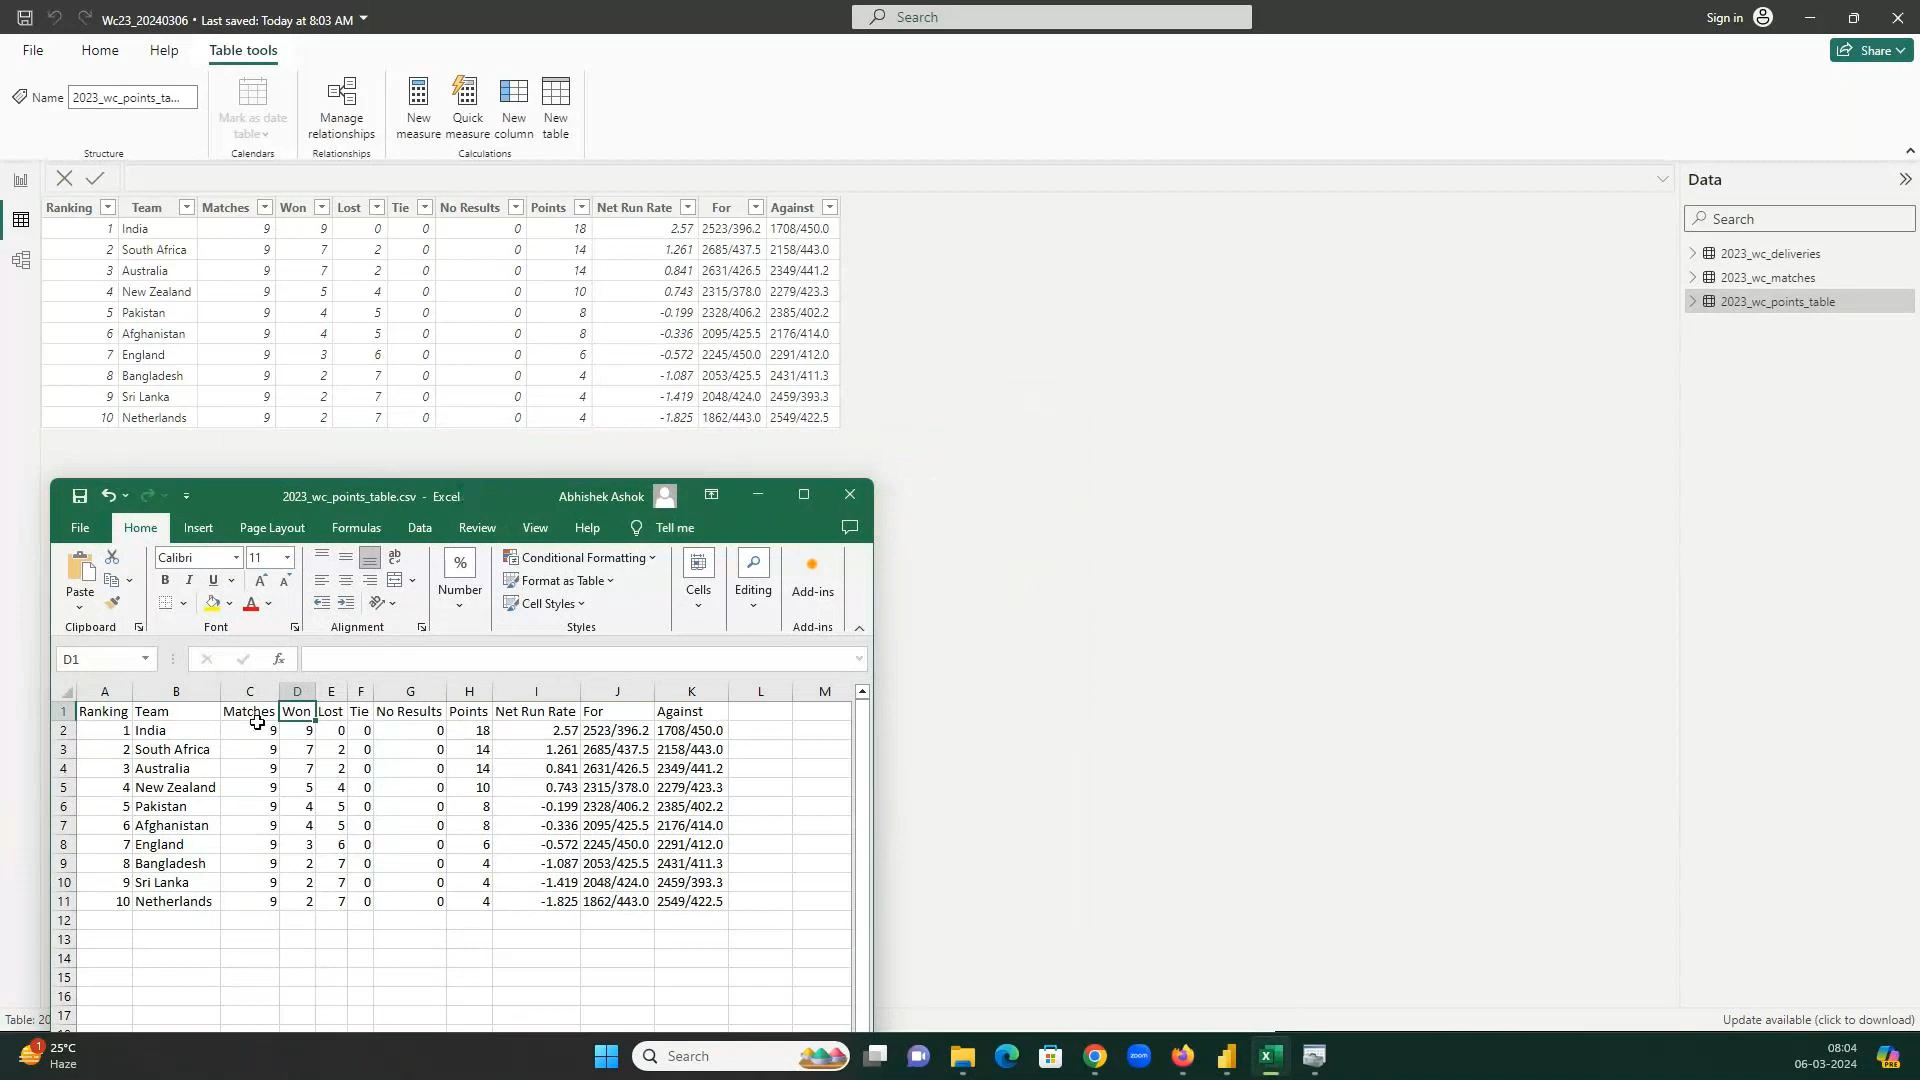 Wc23_20240306 • Last saved: Today at 8:03 AM
Search
Sign in
File Home Help Table tools
Share
Name 2023_wc_points_ta...
Mark as date table
Manage relationships
New measure
Quick measure
New column
New table
Structure Calendars Relationships Calculations
Data
Search
2023_wc_deliveries
2023_wc_matches
2023_wc_points_table
Ranking Team Matches Won Lost Tie No Results Points Net Run Rate For Against
1 India 9 9 0 0 0 18 2.57 2523/396.2 1708/450.0
2 South Africa 9 7 2 0 0 14 1.261 2685/437.5 2158/443.0
3 Australia 9 7 2 0 0 14 0.841 2631/426.5 2349/441.2
4 New Zealand 9 5 4 0 0 10 0.743 2315/378.0 2279/423.3
5 Pakistan 9 4 5 0 0 8 -0.199 2328/406.2 2385/402.2
6 Afghanistan 9 4 5 0 0 8 -0.336 2095/425.5 2176/414.0
7 England 9 3 6 0 0 6 -0.572 2245/450.0 2291/412.0
8 Bangladesh 9 2 7 0 0 4 -1.087 2053/425.5 2431/411.3
9 Sri Lanka 9 2 7 0 0 4 -1.419 2048/424.0 2459/393.3
10 Netherlands 9 2 7 0 0 4 -1.825 1862/443.0 2549/422.5
2023_wc_points_table.csv - Excel
Abhishek Ashok
File Home Insert Page Layout Formulas Data Review View Help Tell me
Paste
Calibri 11
B I U A A
ab
A
%
Number
Conditional Formatting
Format as Table
Cell Styles
Cells
Editing
Add-ins
Clipboard Font Alignment Styles Add-ins
D1
fx
A B C D E F G H I J K L M
1 Ranking Team Matches Won Lost Tie No Results Points Net Run Rate For Against
2 1 India 9 9 0 0 0 18 2.57 2523/396.2 1708/450.0
3 2 South Africa 9 7 2 0 0 14 1.261 2685/437.5 2158/443.0
4 3 Australia 9 7 2 0 0 14 0.841 2631/426.5 2349/441.2
5 4 New Zealand 9 5 4 0 0 10 0.743 2315/378.0 2279/423.3
6 5 Pakistan 9 4 5 0 0 8 -0.199 2328/406.2 2385/402.2
7 6 Afghanistan 9 4 5 0 0 8 -0.336 2095/425.5 2176/414.0
8 7 England 9 3 6 0 0 6 -0.572 2245/450.0 2291/412.0
9 8 Bangladesh 9 2 7 0 0 4 -1.087 2053/425.5 2431/411.3
10 9 Sri Lanka 9 2 7 0 0 4 -1.419 2048/424.0 2459/393.3
11 10 Netherlands 9 2 7 0 0 4 -1.825 1862/443.0 2549/422.5
12
13
14
15
16
17
Table: 20
Update available (click to download)
1
25°C
Haze
Search
zoom
08:04
06-03-2024
PRE